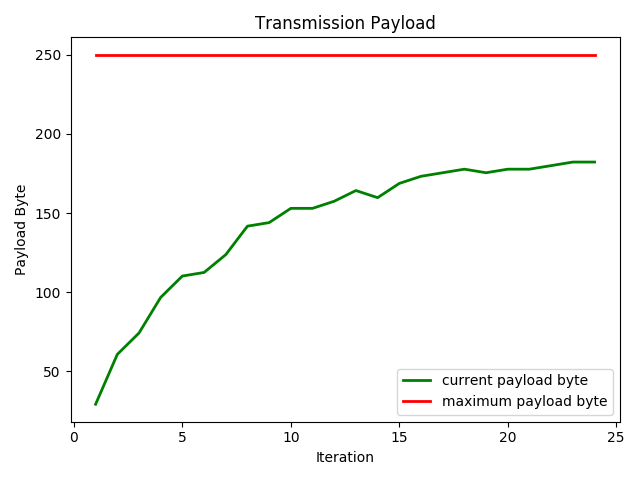 Transmission Payload
250
200
150
100
50
Payload Byte
0
5
10
15
20
25
Iteration
current payload byte
maximum payload byte